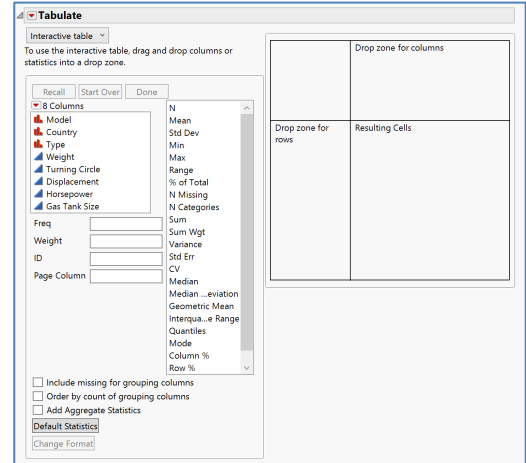 Tabulate
Interactive table
To use the interactive table, drag and drop columns or
statistics into a drop zone.
Recall Start Over Done
8 Columns
Model
Country
Type
Weight
Turning Circle
Displacement
Horsepower
Gas Tank Size
Freq
Weight
ID
Page Column
N
Mean
Std Dev
Min
Max
Range
% of Total
N Missing
N Categories
Sum
Sum Wgt
Variance
Std Err
CV
Median
Median ...eviation
Geometric Mean
Interqua...e Range
Quantiles
Mode
Column %
Row %
Include missing for grouping columns
Order by count of grouping columns
Add Aggregate Statistics
Default Statistics
Change Format
Drop zone for columns
Drop zone for
rows
Resulting Cells